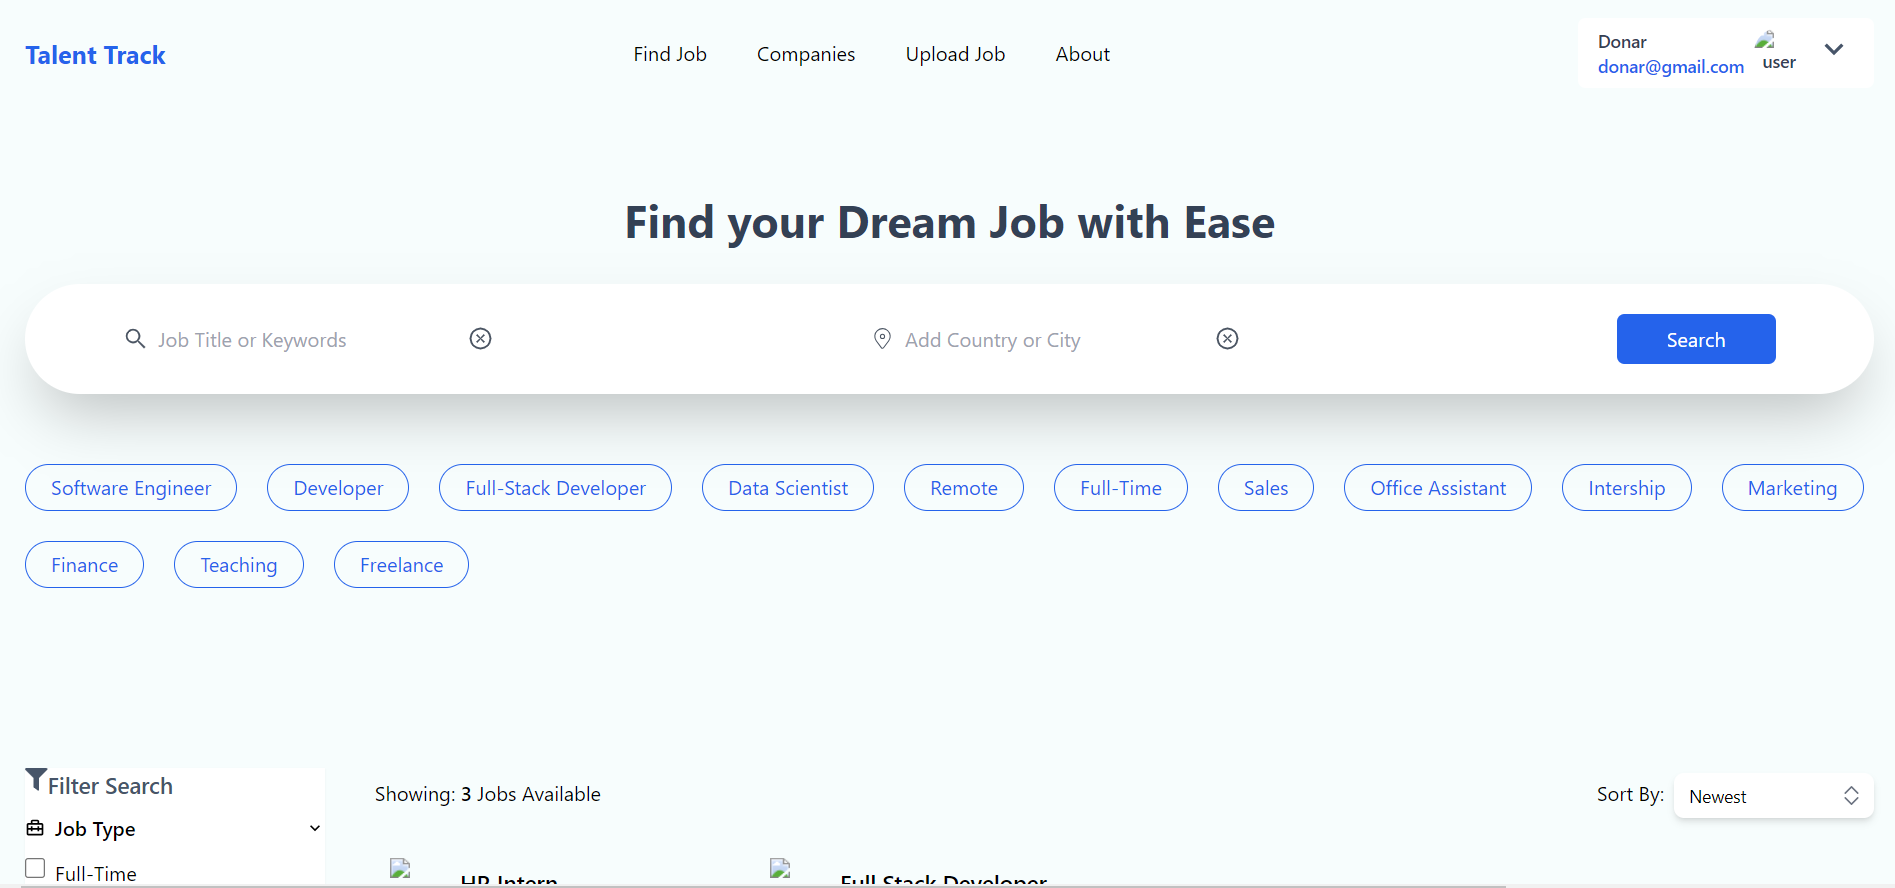 Talent Track
Find Job
Companies
Upload Job
About
Donar
donar@gmail.com
user
Find your Dream Job with Ease
Job Title or Keywords
Add Country or City
Search
Software Engineer
Developer
Full-Stack Developer
Data Scientist
Remote
Full-Time
Sales
Office Assistant
Intership
Marketing
Finance
Teaching
Freelance
Filter Search
Showing: 3 Jobs Available
Sort By:
Newest
Job Type
Full-Time
HR Intern
Full Stack Developer